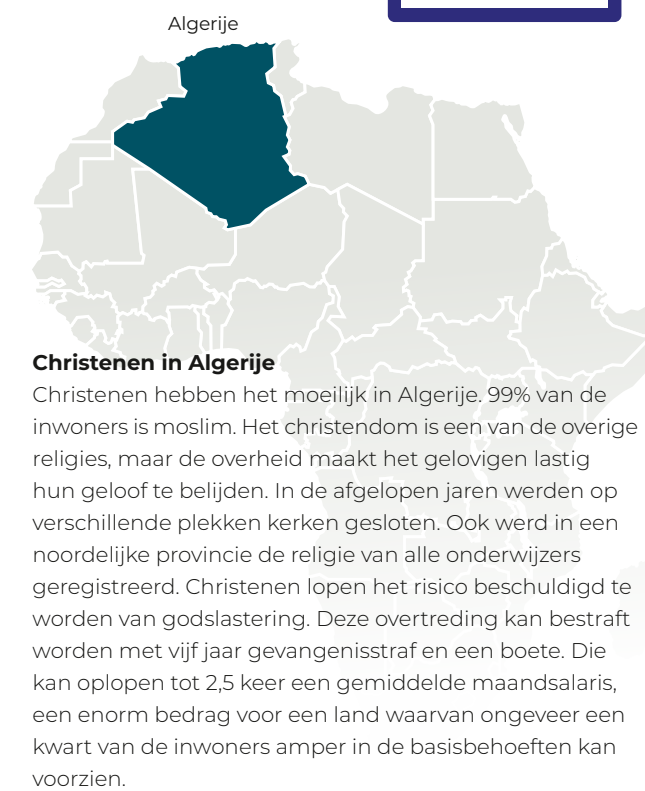 Algerije
Christenen in Algerije
Christenen hebben het moeilijk in Algerije. 99% van de
inwoners is moslim. Het christendom is een van de overige
religies, maar de overheid maakt het gelovigen lastig
hun geloof te belijden. In de afgelopen jaren werden op
verschillende plekken kerken gesloten. Ook werd in een
noordelijke provincie de religie van alle onderwijzers
geregistreerd. Christenen lopen het risico beschuldigd te
worden van godslastering. Deze overtreding kan bestraft
worden met vijf jaar gevangenisstraf en een boete. Die
kan oplopen tot 2,5 keer een gemiddelde maandsalaris,
een enorm bedrag voor een land waarvan ongeveer een
kwart van de inwoners amper in de basisbehoeften kan
voorzien.